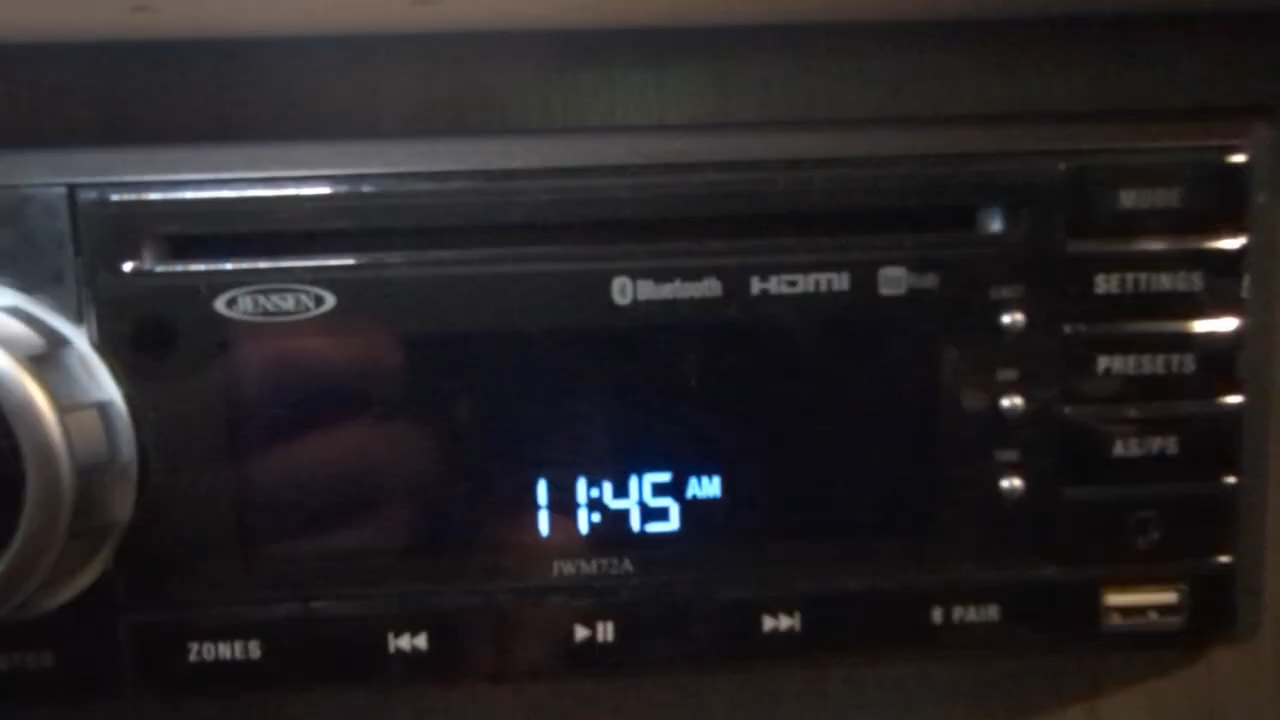 MODE
JENSEN
Bluetooth HDMI
SETTINGS
PRESETS
AS/PS
11:45 AM
JWM72A
ZONES
PAIR